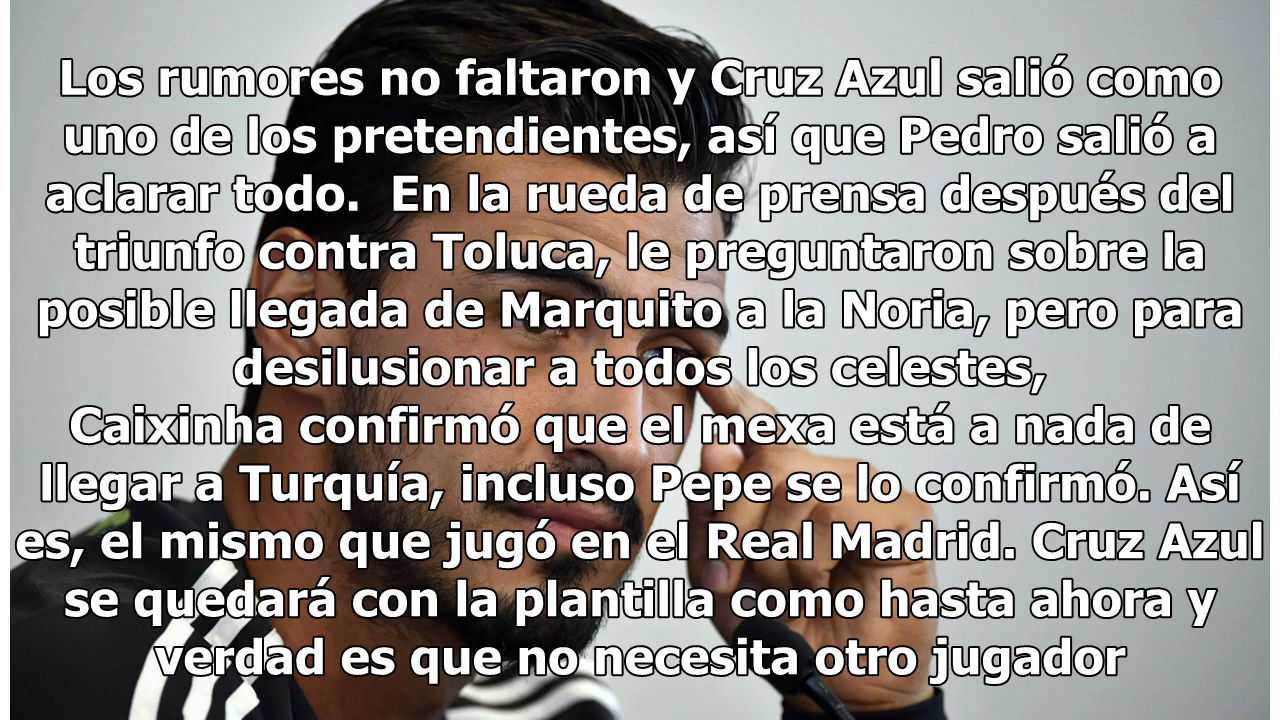 Los rumores no faltaron y Cruz Azul salió como
uno de los pretendientes, así que Pedro salió a
aclarar todo.  En la rueda de prensa después del
triunfo contra Toluca, le preguntaron sobre la
posible llegada de Marquito a la Noria, pero para
desilusionar a todos los celestes,
Caixinha confirmó que el mexa está a nada de
llegar a Turquía, incluso Pepe se lo confirmó. Así
es, el mismo que jugó en el Real Madrid. Cruz Azul
se quedará con la plantilla como hasta ahora y
verdad es que no necesita otro jugador